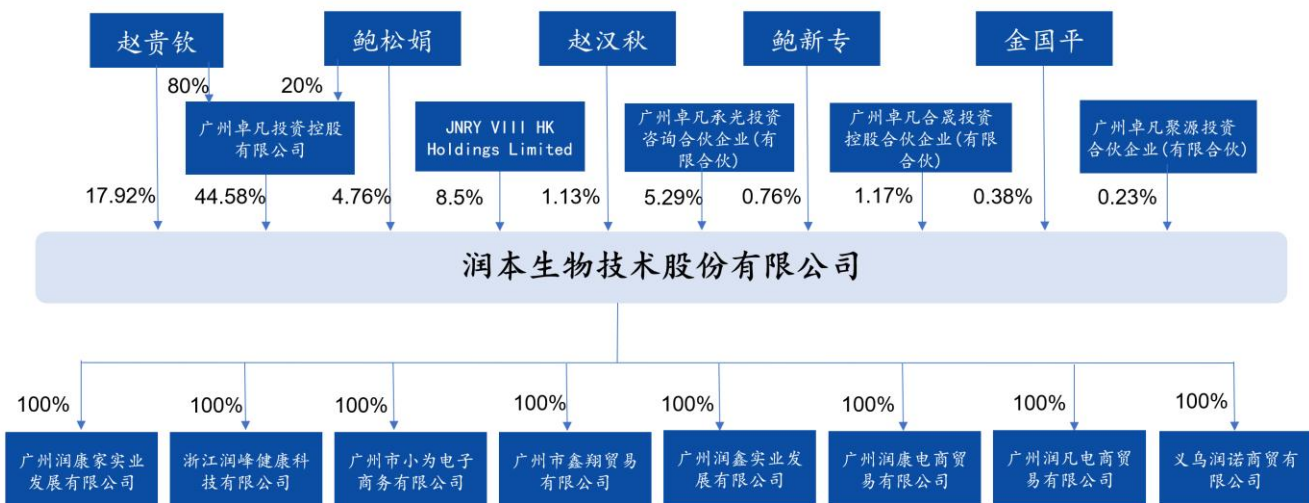 赵贵钦
鲍松娟
赵汉秋
鲍新专
金国平
80%
20%
广州卓凡投资控股
有限公司
JNRY VIII HK
Holdings Limited
广州卓凡承光投资
咨询合伙企业(有
限合伙)
广州卓凡合晟投资
控股合伙企业(有限
合伙)
广州卓凡聚源投资
合伙企业(有限合伙)
17.92%
44.58%
4.76%
8.5%
1.13%
5.29%
0.76%
1.17%
0.38%
0.23%
润本生物技术股份有限公司
100%
100%
100%
100%
100%
100%
100%
100%
广州润康家实业
发展有限公司
浙江润峰健康科
技有限公司
广州市小为电子
商务有限公司
广州市鑫翔贸易
有限公司
广州润鑫实业发
展有限公司
广州润康电商贸
易有限公司
广州润凡电商贸
易有限公司
义乌润诺商贸有
限公司